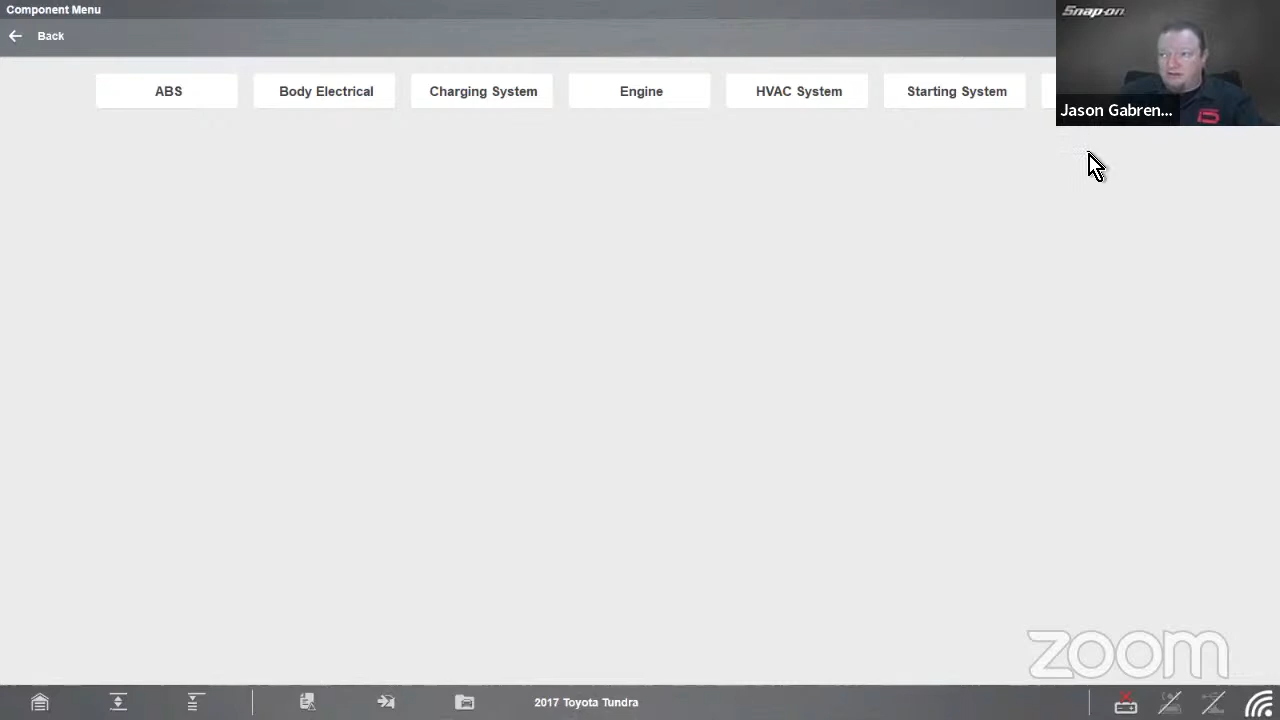 Component Menu
Snap-on
Back
ABS
Body Electrical
Charging System
Engine
HVAC System
Starting System
Jason Gabren...
zoom
2017 Toyota Tundra